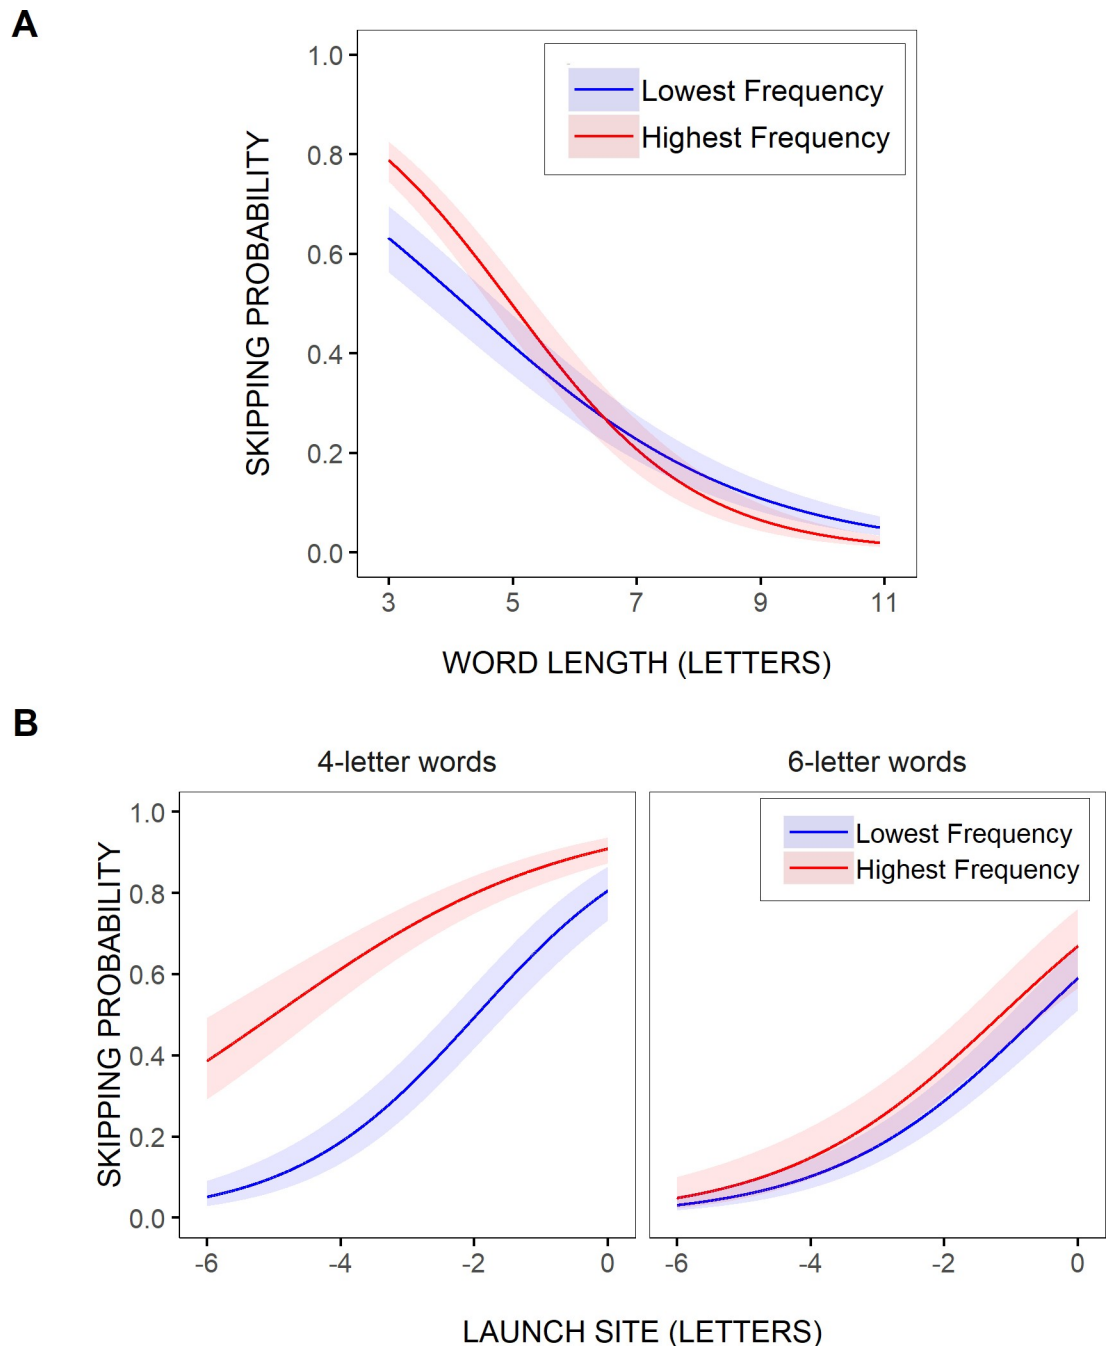 A
1.0
0.8
0.6
0.4
0.2
0.0
SKIPPING PROBABILITY
Lowest Frequency
Highest Frequency
3 5 7 9 11
WORD LENGTH (LETTERS)
B
4-letter words
6-letter words
1.0
0.8
0.6
0.4
0.2
0.0
SKIPPING PROBABILITY
Lowest Frequency
Highest Frequency
-6 -4 -2 0
-6 -4 -2 0
LAUNCH SITE (LETTERS)